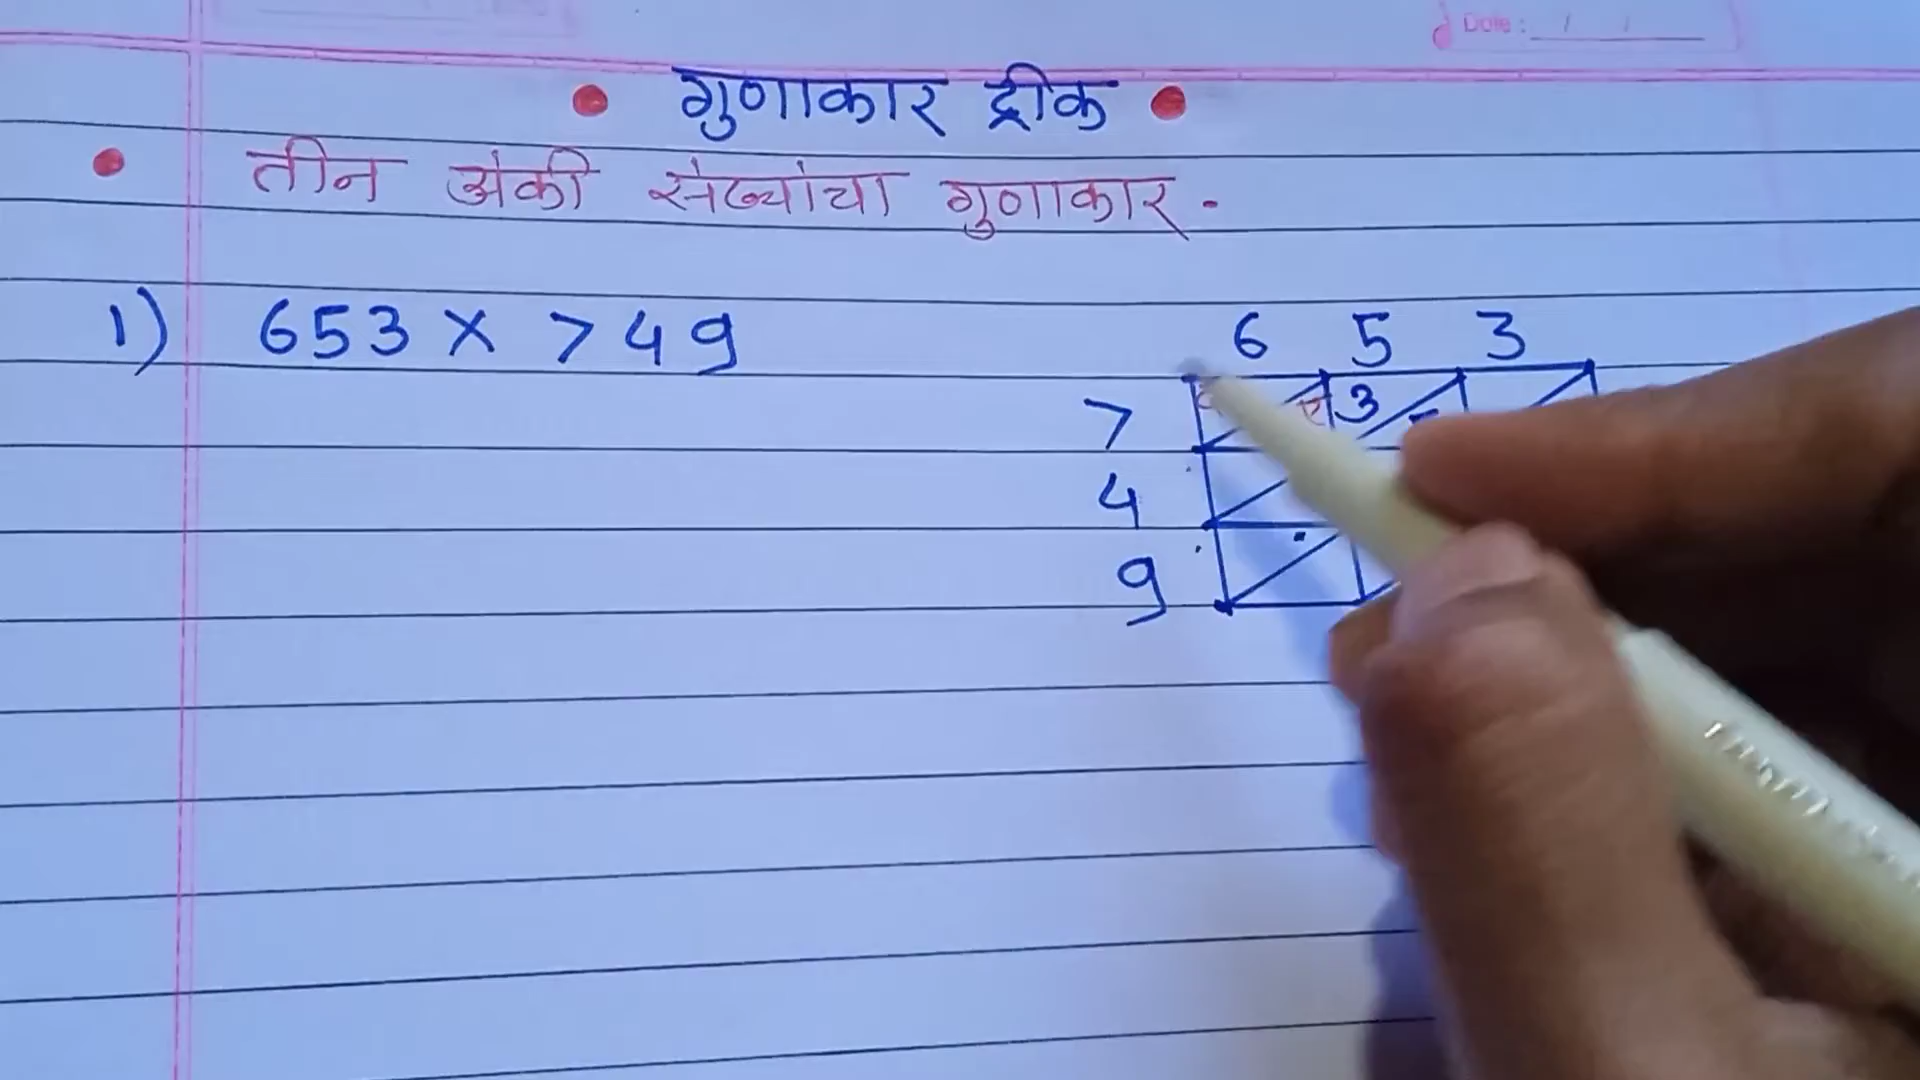 Date : / /
• गुणाकार ट्रीक •
• तीन अंकी संख्यांचा गुणाकार.
1) 653 x 749
6 5 3
7 3
4
9